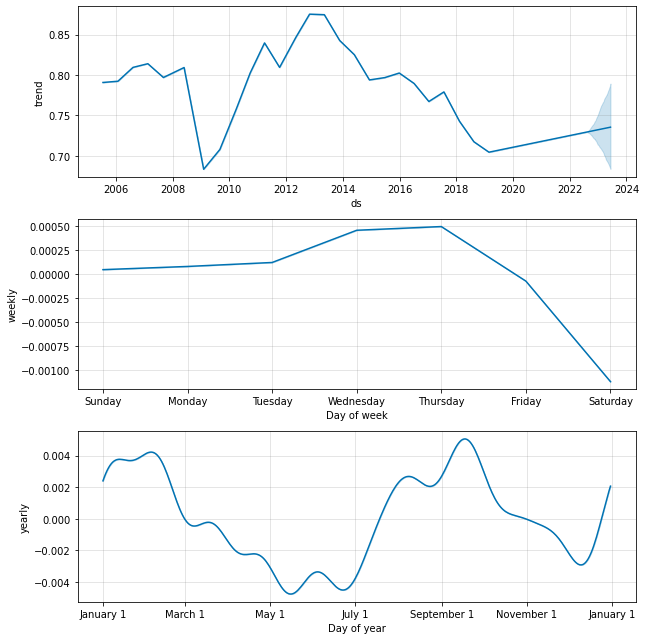 0.85
0.80
0.75
0.70
trend
2006 2008 2010 2012 2014 2016 2018 2020 2022 2024
ds
0.00050
0.00025
0.00000
−0.00025
−0.00050
−0.00075
−0.00100
weekly
Sunday Monday Tuesday Wednesday Thursday Friday Saturday
Day of week
0.004
0.002
0.000
−0.002
−0.004
yearly
January 1 March 1 May 1 July 1 September 1 November 1 January 1
Day of year